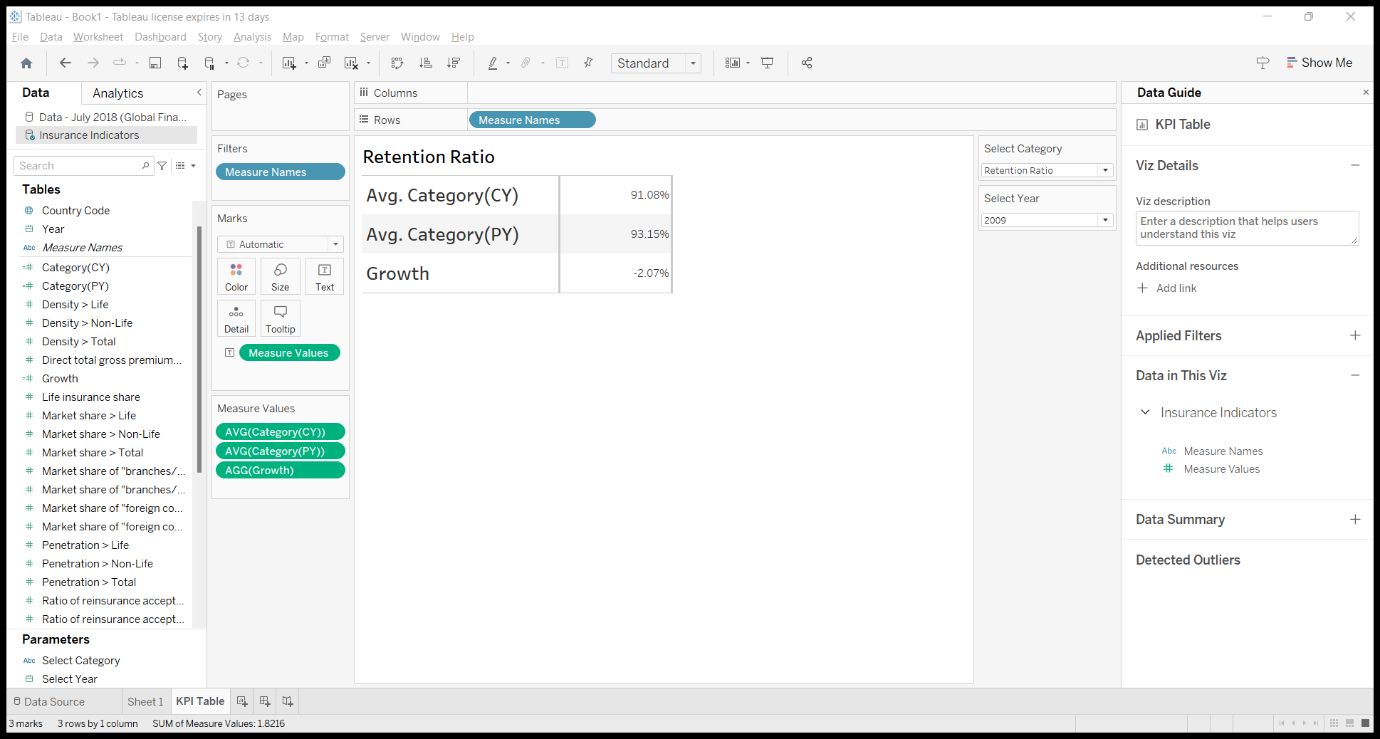 Tableau - Book1 - Tableau license expires in 13 days
File Data Worksheet Dashboard Story Analysis Map Format Server Window Help
Standard
Show Me
Data Analytics
Data - July 2018 (Global Fina...
Insurance Indicators
Search
Tables
Country Code
Year
Abc Measure Names
Category(CY)
Category(PY)
Density > Life
Density > Non-Life
Density > Total
Direct total gross premium...
Growth
Life insurance share
Market share > Life
Market share > Non-Life
Market share > Total
Market share of "branches/...
Market share of "branches/...
Market share of "foreign co...
Market share of "foreign co...
Penetration > Life
Penetration > Non-Life
Penetration > Total
Ratio of reinsurance accept...
Ratio of reinsurance accept...
Parameters
Abc Select Category
Select Year
Pages
Filters
Measure Names
Marks
Automatic
Color Size Text
Detail Tooltip
Measure Values
Measure Values
AVG(Category(CY))
AVG(Category(PY))
AGG(Growth)
Columns
Rows Measure Names
Retention Ratio
Avg. Category(CY) 91.08%
Avg. Category(PY) 93.15%
Growth -2.07%
Select Category
Retention Ratio
Select Year
2009
Data Guide
KPI Table
Viz Details
Viz description
Enter a description that helps users
understand this viz
Additional resources
Add link
Applied Filters
Data in This Viz
Insurance Indicators
Abc Measure Names
Measure Values
Data Summary
Detected Outliers
Data Source Sheet 1 KPI Table
3 marks 3 rows by 1 column SUM of Measure Values: 1.8216